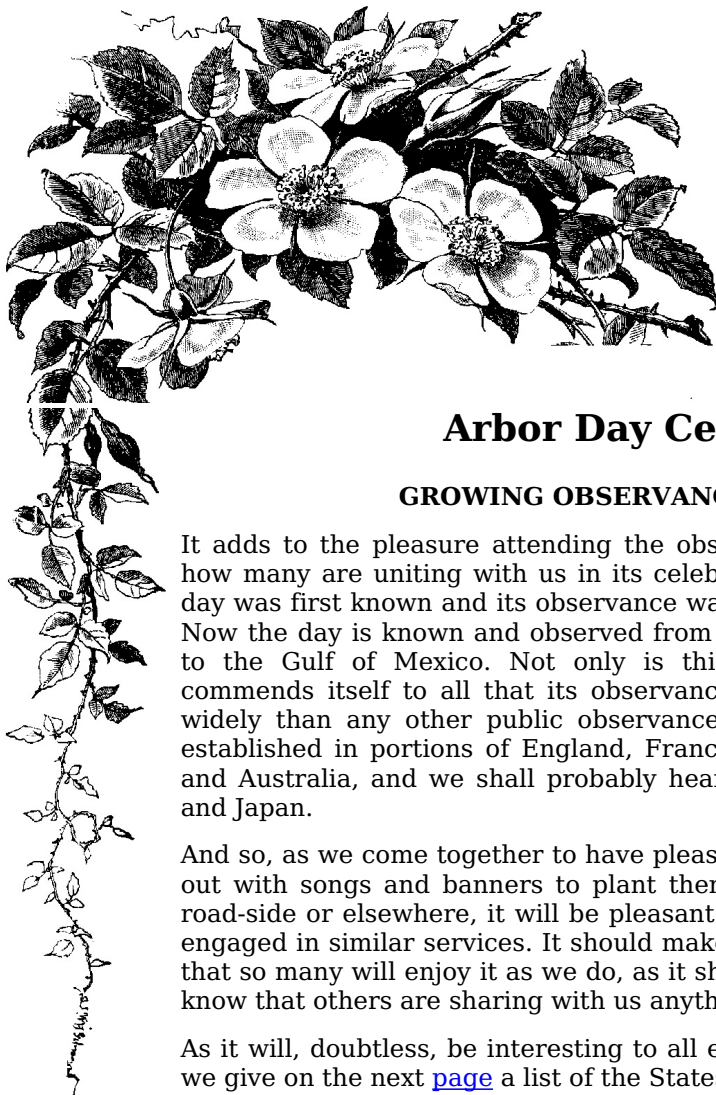 Arbor Day Ce
GROWING OBSERVANC
It adds to the pleasure attending the obs
how many are uniting with us in its celeb
day was first known and its observance wa
Now the day is known and observed from
to the Gulf of Mexico. Not only is thi
commends itself to all that its observanc
widely than any other public observance
established in portions of England, Franc
and Australia, and we shall probably hear
and Japan.
And so, as we come together to have pleas
out with songs and banners to plant them
road-side or elsewhere, it will be pleasant
engaged in similar services. It should make
that so many will enjoy it as we do, as it sh
know that others are sharing with us anyth
As it will, doubtless, be interesting to all e
we give on the next page a list of the States